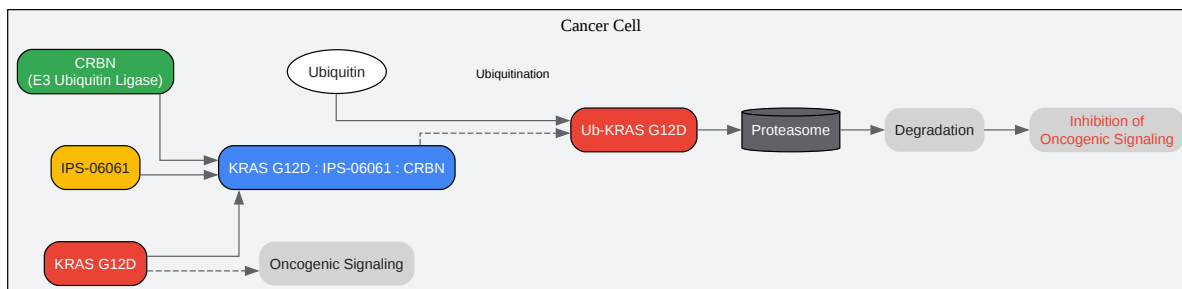 Cancer Cell
CRBN
(E3 Ubiquitin Ligase)
Ubiquitin
Ubiquitination
Ub-KRAS G12D
Proteasome
Degradation
Inhibition of
Oncogenic Signaling
IPS-06061
KRAS G12D : IPS-06061 : CRBN
KRAS G12D
Oncogenic Signaling